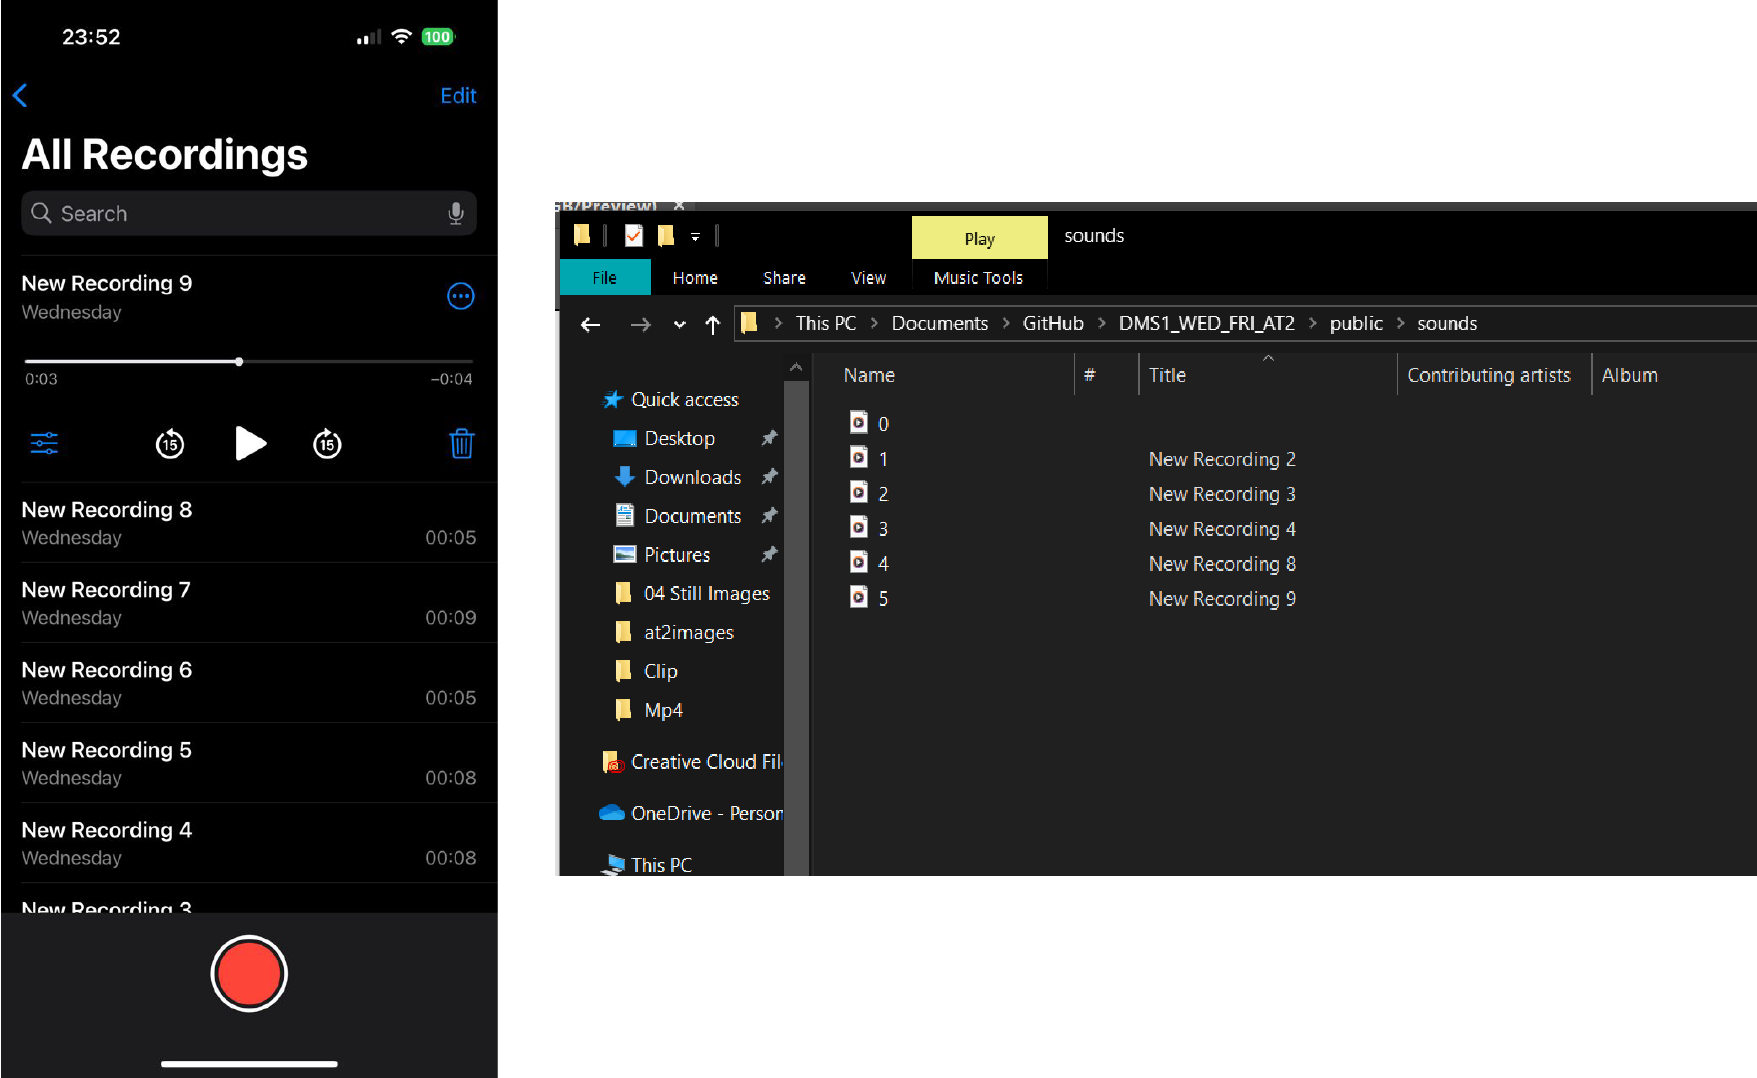 23:52
100
Edit
All Recordings
Search
New Recording 9
Wednesday
0:03
−0:04
15
15
New Recording 8
Wednesday
00:05
New Recording 7
Wednesday
00:09
New Recording 6
Wednesday
00:05
New Recording 5
Wednesday
00:08
New Recording 4
Wednesday
00:08
New Recording 3
GB/Preview)
Play
sounds
File
Home
Share
View
Music Tools
This PC > Documents > GitHub > DMS1_WED_FRI_AT2 > public > sounds
Name
#
Title
Contributing artists
Album
Quick access
Desktop
Downloads
Documents
Pictures
04 Still Images
at2images
Clip
Mp4
Creative Cloud Fil
OneDrive - Person
This PC
0
1 New Recording 2
2 New Recording 3
3 New Recording 4
4 New Recording 8
5 New Recording 9